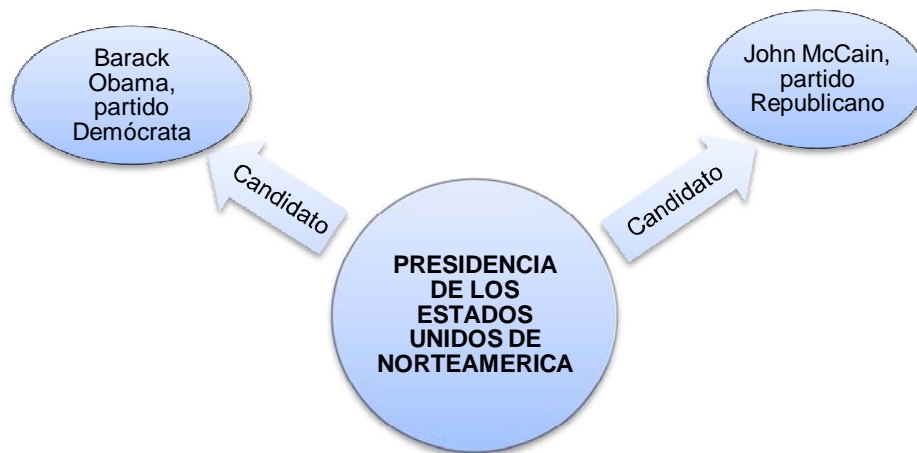 Barack
Obama,
partido
Demócrata
John McCain,
partido
Republicano
Candidato
Candidato
PRESIDENCIA
DE LOS
ESTADOS
UNIDOS DE
NORTEAMERICA